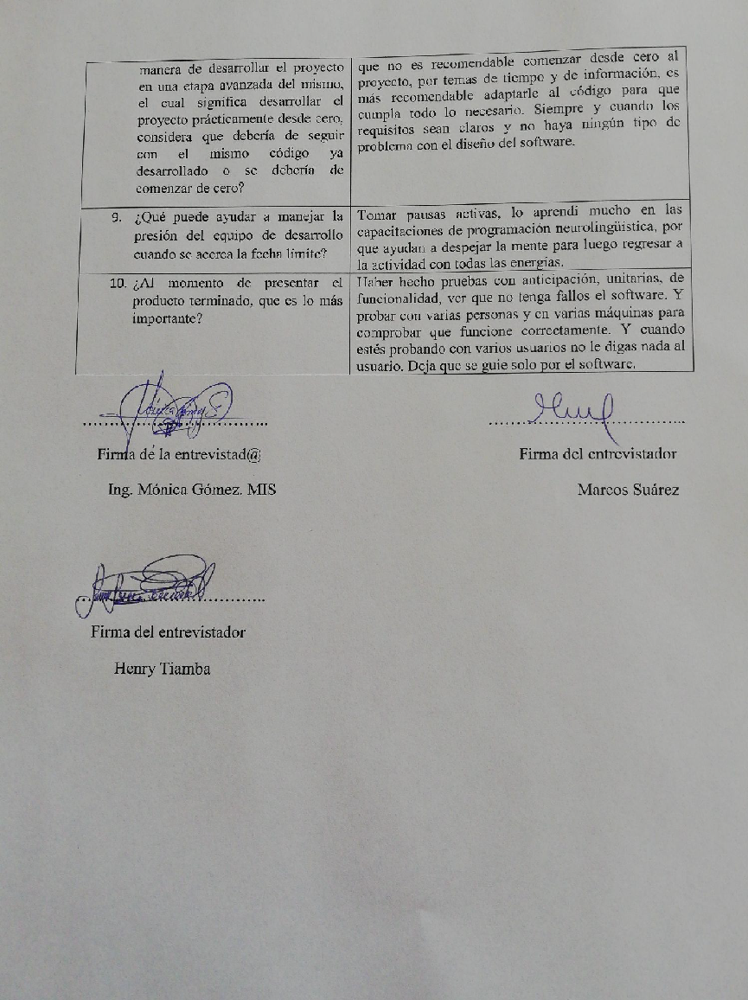 manera de desarrollar el proyecto
en una etapa avanzada del mismo,
el cual significa desarrollar el
proyecto prácticamente desde cero,
considera que debería de seguir
con el mismo código ya
desarrollado o se debería de
comenzar de cero?
que no es recomendable comenzar desde cero al
proyecto, por temas de tiempo y de información, es
más recomendable adaptarle al código para que
cumpla todo lo necesario. Siempre y cuando los
requisitos sean claros y no haya ningún tipo de
problema con el diseño del software.
9. ¿Qué puede ayudar a manejar la
presión del equipo de desarrollo
cuando se acerca la fecha límite?
Tomar pausas activas, lo aprendi mucho en las
capacitaciones de programación neurolingüística, por
que ayudan a despejar la mente para luego regresar a
la actividad con todas las energías.
10. ¿Al momento de presentar el
producto terminado, que es lo más
importante?
Haber hecho pruebas con anticipación, unitarias, de
funcionalidad, ver que no tenga fallos el software. Y
probar con varias personas y en varias máquinas para
comprobar que funcione correctamente. Y cuando
estés probando con varios usuarios no le digas nada al
usuario. Deja que se guie solo por el software.
Firma de la entrevistad@
Firma del entrevistador
Ing. Mónica Gómez. MIS
Marcos Suárez
Firma del entrevistador
Henry Tiamba